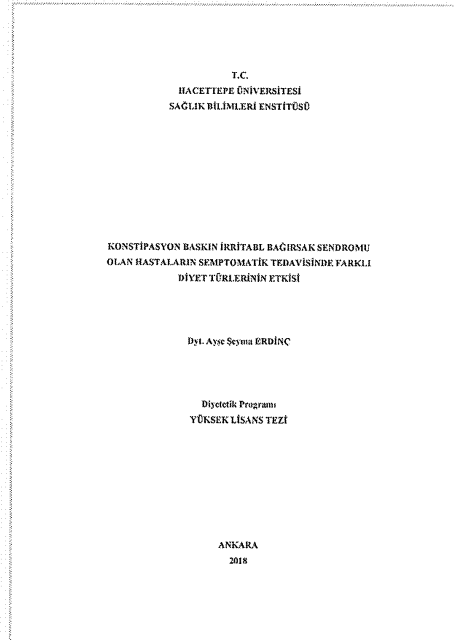 T.C.
HACETTEPE ÜNİVERSİTESİ
SAĞLIK BİLİMLERİ ENSTİTÜSÜ
KONSTİPASYON BASKIN İRRİTABL BAĞIRSAK SENDROMU
OLAN HASTALARIN SEMPTOMATİK TEDAVİSİNDE FARKLI
DİYET TÜRLERİNİN ETKİSİ
Dyt. Ayşe Şeyma ERDİNÇ
Diyetetik Programı
YÜKSEK LİSANS TEZİ
ANKARA
2018